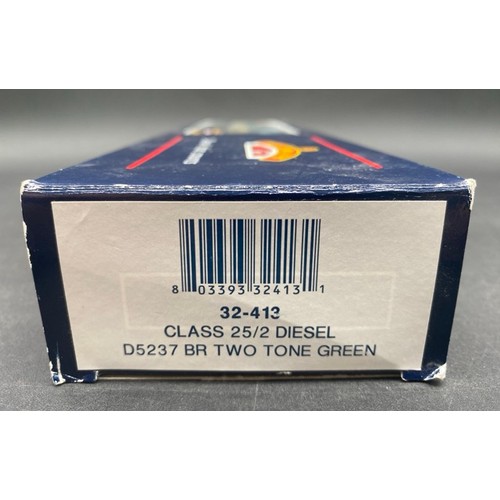 8 03393 32413 1
32-413
CLASS 25/2 DIESEL
D5237 BR TWO TONE GREEN